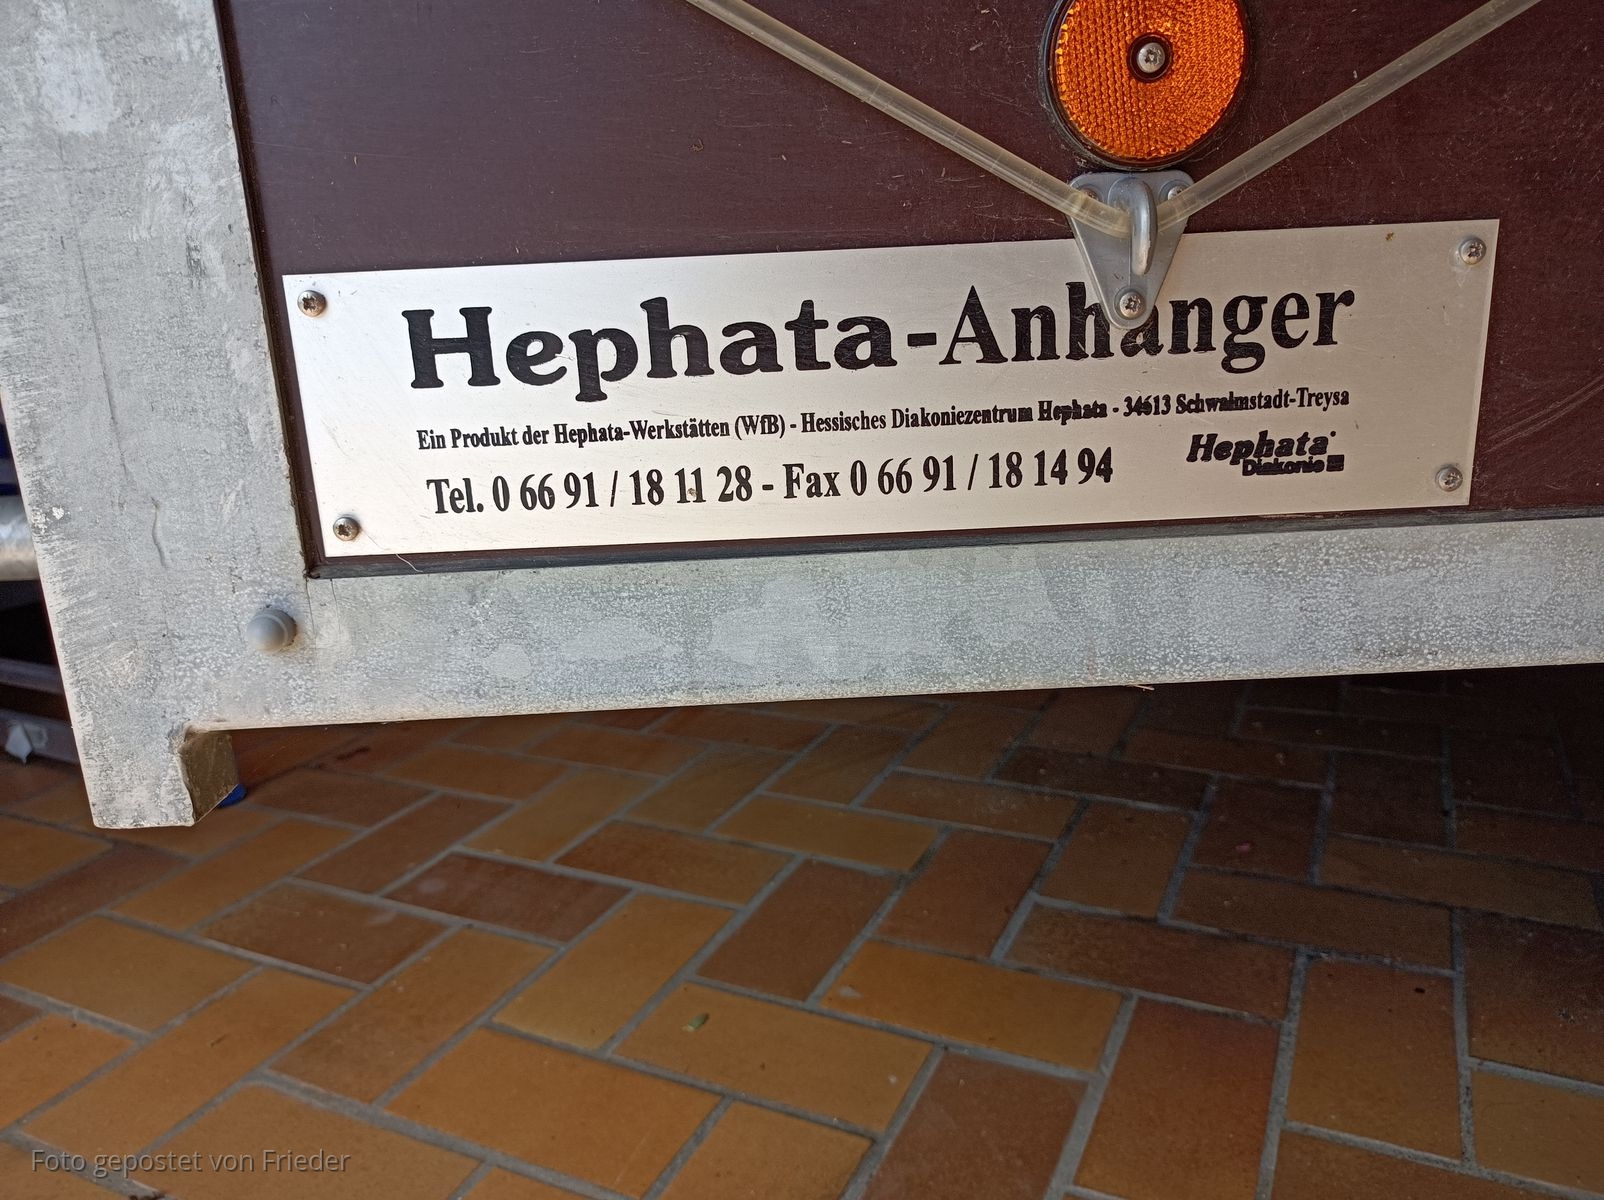 Hephata-Anhänger
Ein Produkt der Hephata-Werkstätten (WfB) - Hessisches Diakoniezentrum Hephata - 34613 Schwalmstadt-Treysa
Tel. 0 66 91 / 18 11 28 - Fax 0 66 91 / 18 14 94
Hephata
Diakonie
Foto gepostet von Frieder